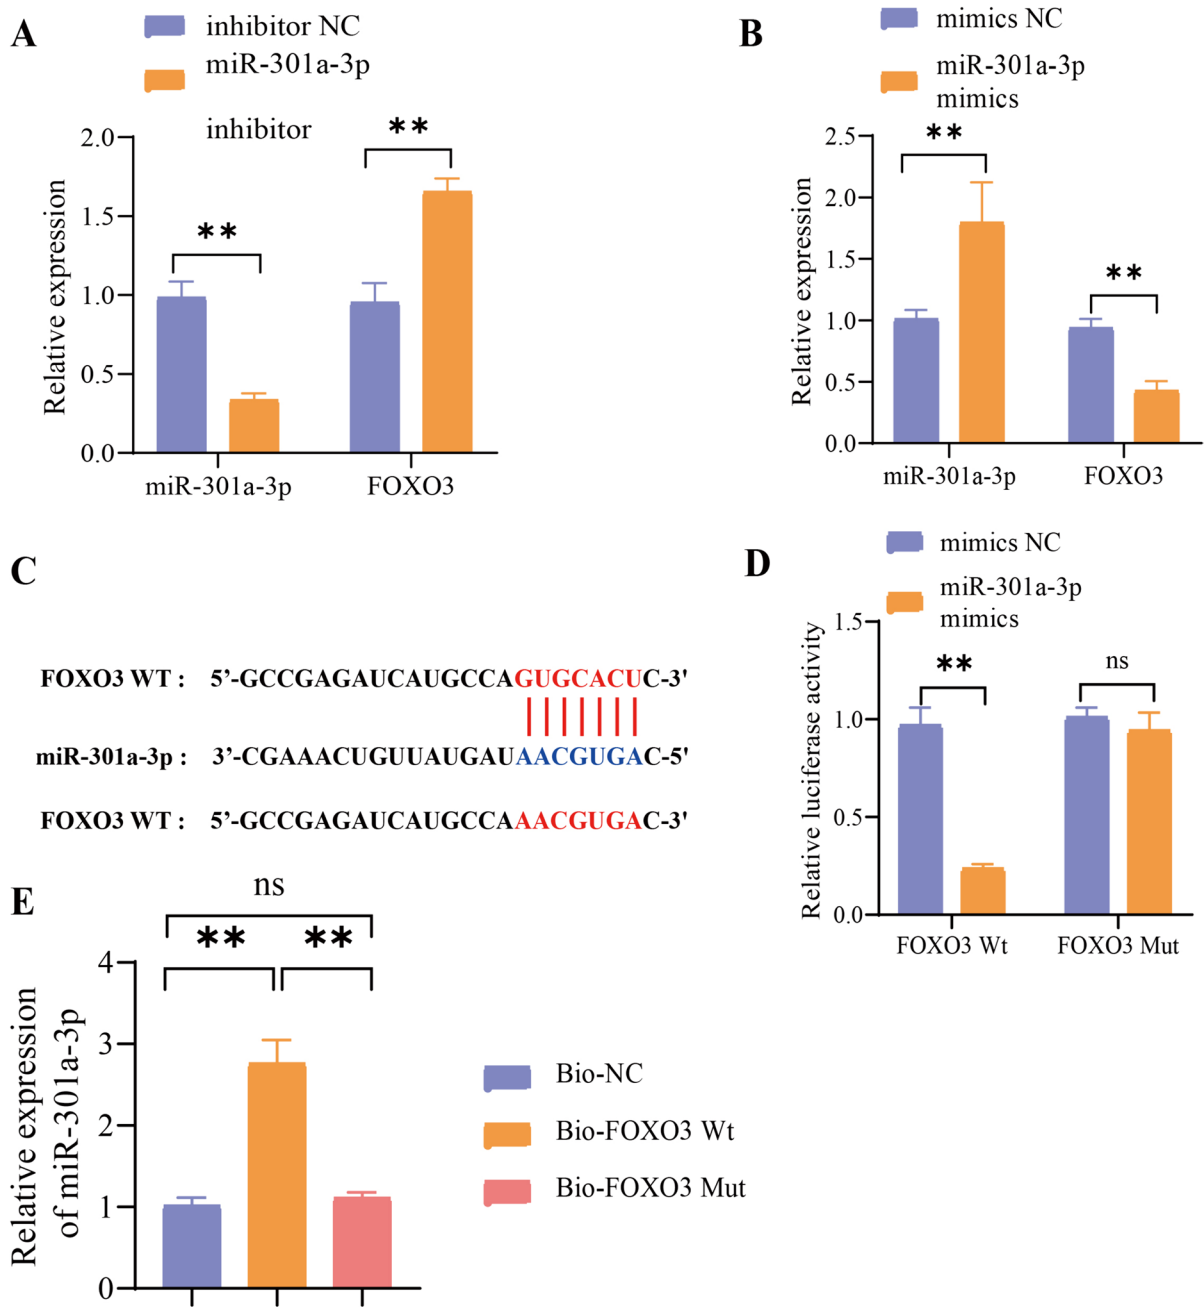 A
inhibitor NC
miR-301a-3p
inhibitor
Relative expression
2.0
1.5
1.0
0.5
0.0
**
**
miR-301a-3p
FOXO3
B
mimics NC
miR-301a-3p
mimics
Relative expression
2.5
2.0
1.5
1.0
0.5
0.0
**
**
miR-301a-3p
FOXO3
C
FOXO3 WT : 5’-GCCGAGAUCAUGCCAGUGCACUC-3'
miR-301a-3p : 3’-CGAAACUGUUAUGAUAACGUGAC-5'
FOXO3 WT : 5’-GCCGAGAUCAUGCCAAACGUGAC-3'
D
mimics NC
miR-301a-3p
mimics
Relative luciferase activity
1.5
1.0
0.5
0.0
**
ns
FOXO3 Wt
FOXO3 Mut
E
ns
**
**
Relative expression
of miR-301a-3p
4
3
2
1
0
Bio-NC
Bio-FOXO3 Wt
Bio-FOXO3 Mut